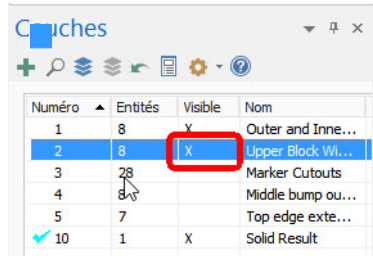 Couches
Numéro Entités Visible Nom
1 8 X Outer and Inne...
2 8 X Upper Block Wi...
3 28 Marker Cutouts
4 8 Middle bump ou...
5 7 Top edge exte...
10 1 X Solid Result